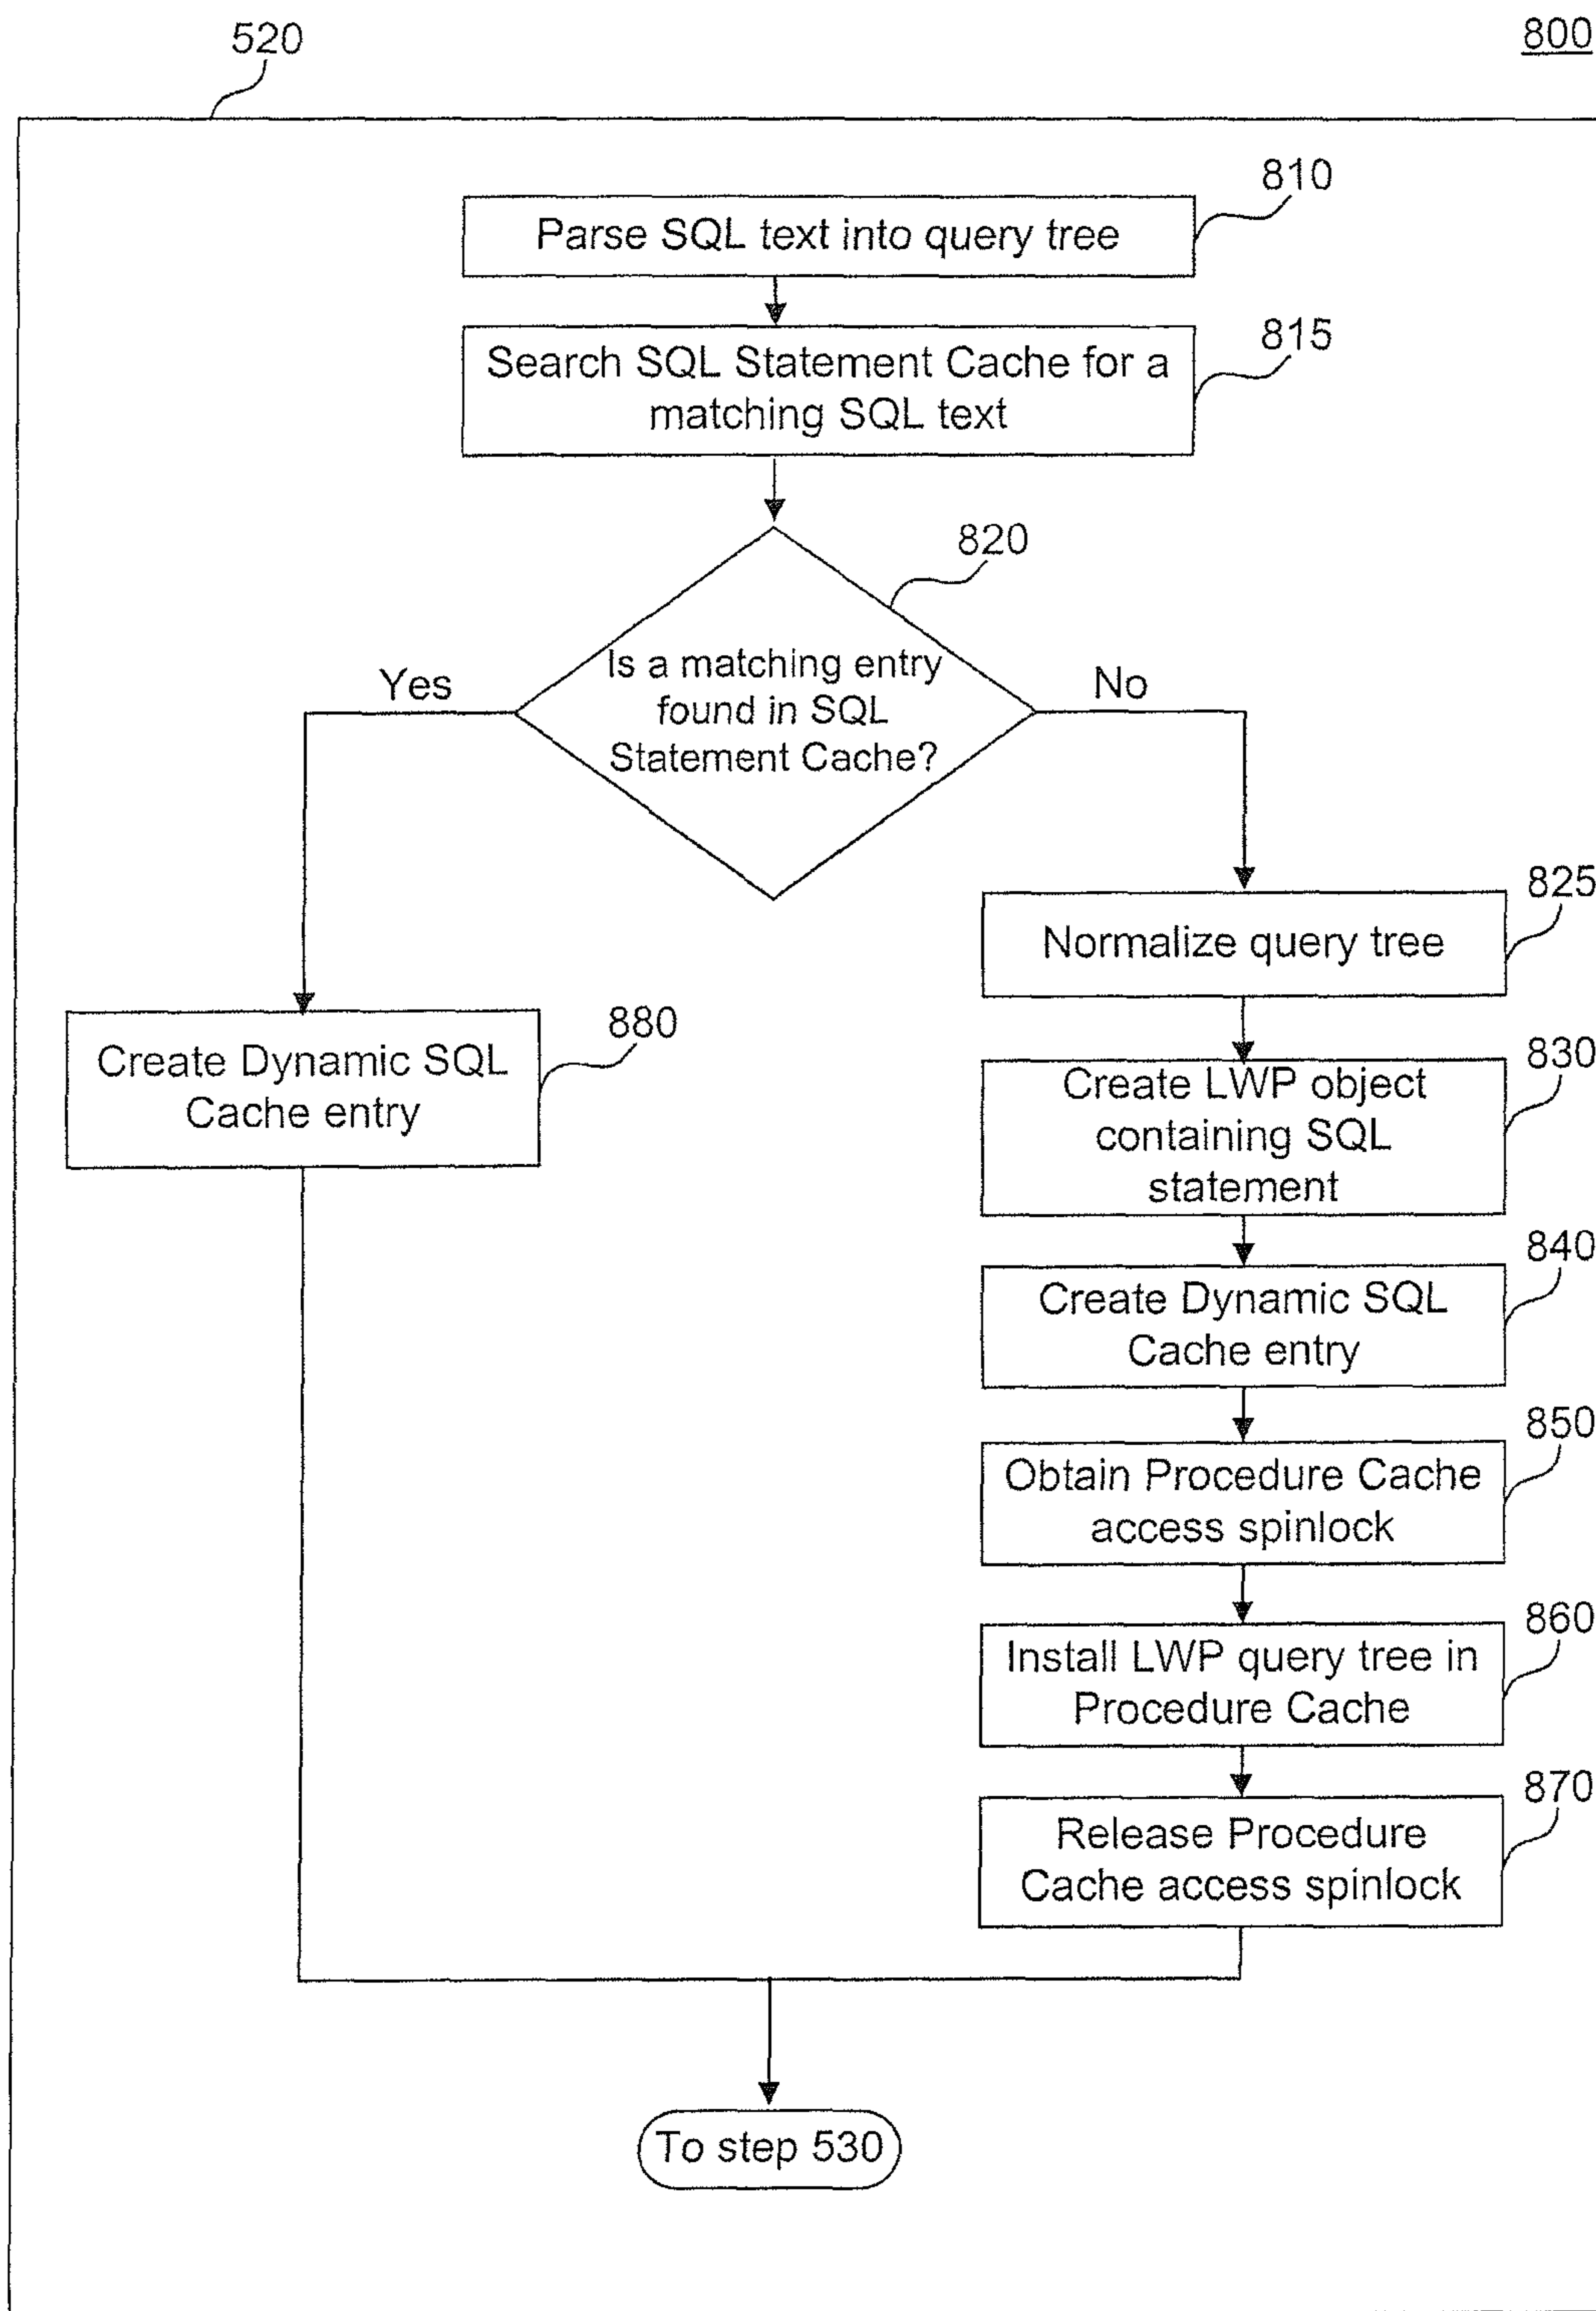 520
800
810
Parse SQL text into query tree
815
Search SQL Statement Cache for a
matching SQL text
820
Is a matching entry
found in SQL
Statement Cache?
Yes
No
825
Normalize query tree
880
Create Dynamic SQL
Cache entry
830
Create LWP object
containing SQL
statement
840
Create Dynamic SQL
Cache entry
850
Obtain Procedure Cache
access spinlock
860
Install LWP query tree in
Procedure Cache
870
Release Procedure
Cache access spinlock
To step 530